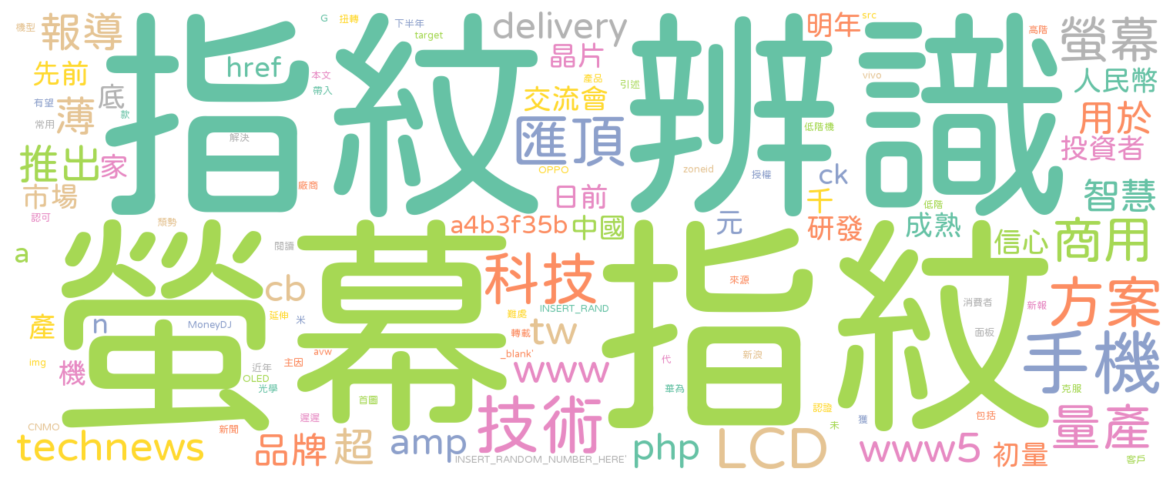 機型
報導
G
扭轉
下半年
target
delivery
明年
src
高階
螢幕
先前
href
本文
帶入
指紋辨識
晶片
產品
引述
vivo
人民幣
有望
底
款
薄
常用
交流會
用於
匯頂
解決
低階機
投資者
推出
家
OPPO
zoneid
授權
ck
市場
廠商
日前
千
低階
智慧
認可
頹勢
a4b3f35b
中國
元
研發
成熟
a
閱讀
信心
商用
螢幕指紋
科技
cb
來源
方案
延伸
米
難處
INSERT_RAND
消費者
新報
產
n
MoneyDJ
轉載
tw
面板
手機
img
機
近年
主因
avw
_blank'
www
代
新浪
OLED
光學
華為
克服
首圖
認證
CNMO
新聞
遲遲
技術
未
獲
包括
量產
technews
品牌
超
amp
INSERT_RANDOM_NUMBER_HERE'
php
LCD
www5
初量
客戶